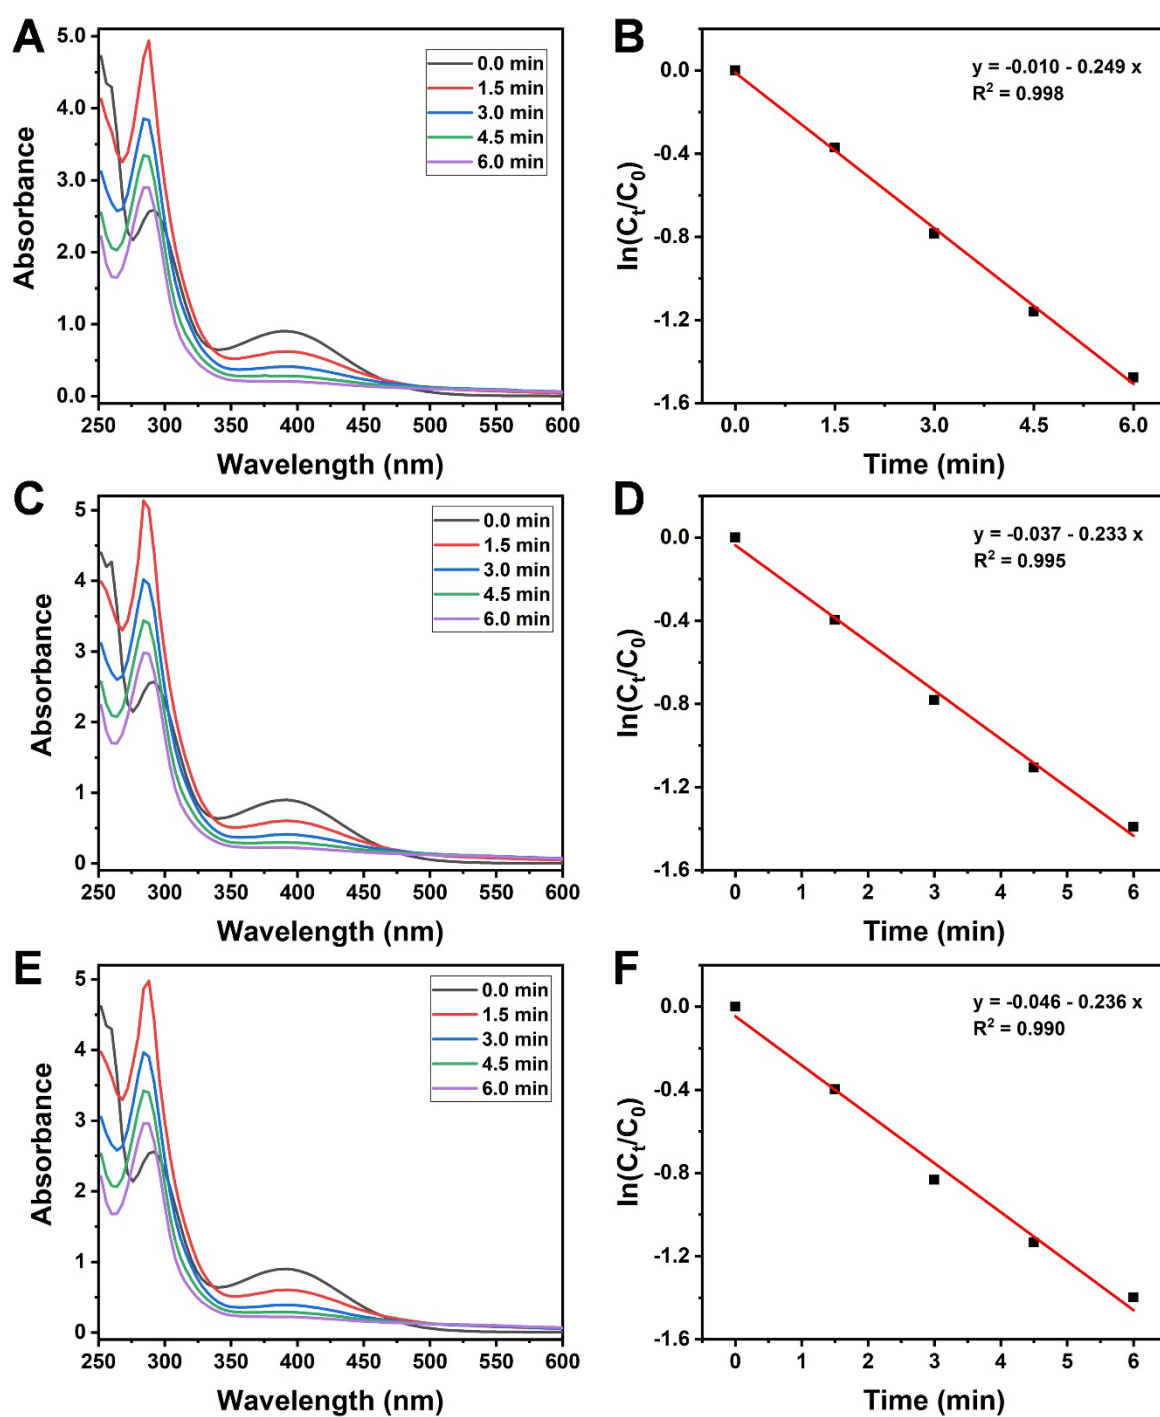 A
5.0
4.0
3.0
2.0
1.0
0.0
Absorbance
250 300 350 400 450 500 550 600
Wavelength (nm)
0.0 min
1.5 min
3.0 min
4.5 min
6.0 min
B
0.0
-0.4
-0.8
-1.2
-1.6
ln(Cₜ/C₀)
y = -0.010 - 0.249 x
R² = 0.998
0.0 1.5 3.0 4.5 6.0
Time (min)
C
5
4
3
2
1
0
Absorbance
250 300 350 400 450 500 550 600
Wavelength (nm)
0.0 min
1.5 min
3.0 min
4.5 min
6.0 min
D
0.0
-0.4
-0.8
-1.2
-1.6
ln(Cₜ/C₀)
y = -0.037 - 0.233 x
R² = 0.995
0 1 2 3 4 5 6
Time (min)
E
5
4
3
2
1
0
Absorbance
250 300 350 400 450 500 550 600
Wavelength (nm)
0.0 min
1.5 min
3.0 min
4.5 min
6.0 min
F
0.0
-0.4
-0.8
-1.2
-1.6
ln(Cₜ/C₀)
y = -0.046 - 0.236 x
R² = 0.990
0 1 2 3 4 5 6
Time (min)